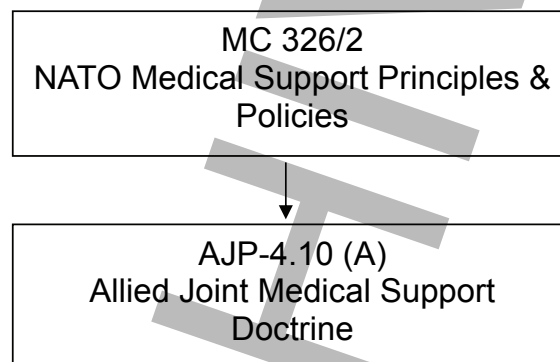 MC 326/2
NATO Medical Support Principles &
Policies
AJP-4.10 (A)
Allied Joint Medical Support
Doctrine